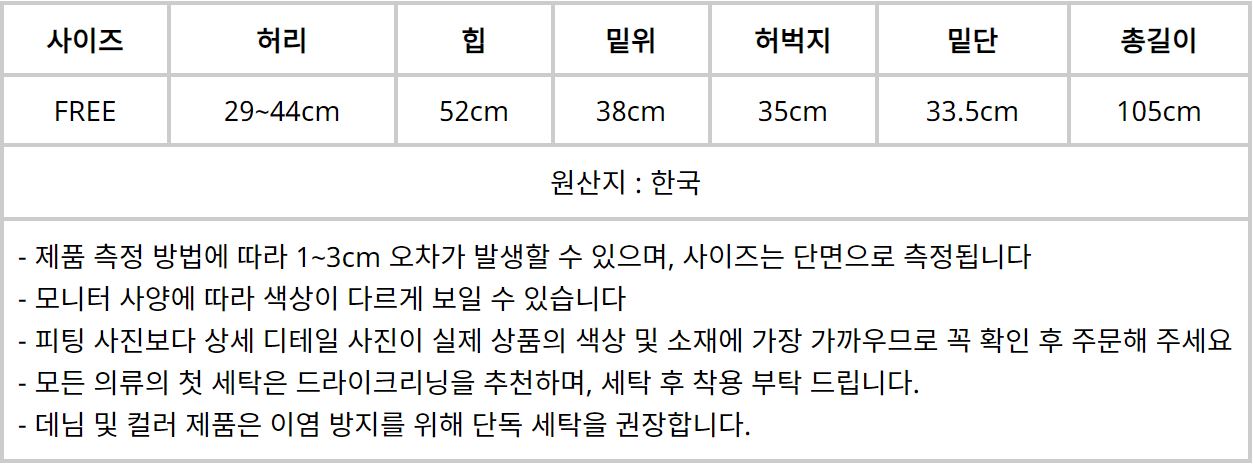 사이즈 허리 힙 밑위 허벅지 밑단 총길이
FREE 29~44cm 52cm 38cm 35cm 33.5cm 105cm
원산지 : 한국
- 제품 측정 방법에 따라 1~3cm 오차가 발생할 수 있으며, 사이즈는 단면으로 측정됩니다
- 모니터 사양에 따라 색상이 다르게 보일 수 있습니다
- 피팅 사진보다 상세 디테일 사진이 실제 상품의 색상 및 소재에 가장 가까우므로 꼭 확인 후 주문해 주세요
- 모든 의류의 첫 세탁은 드라이크리닝을 추천하며, 세탁 후 착용 부탁 드립니다.
- 데님 및 컬러 제품은 이염 방지를 위해 단독 세탁을 권장합니다.